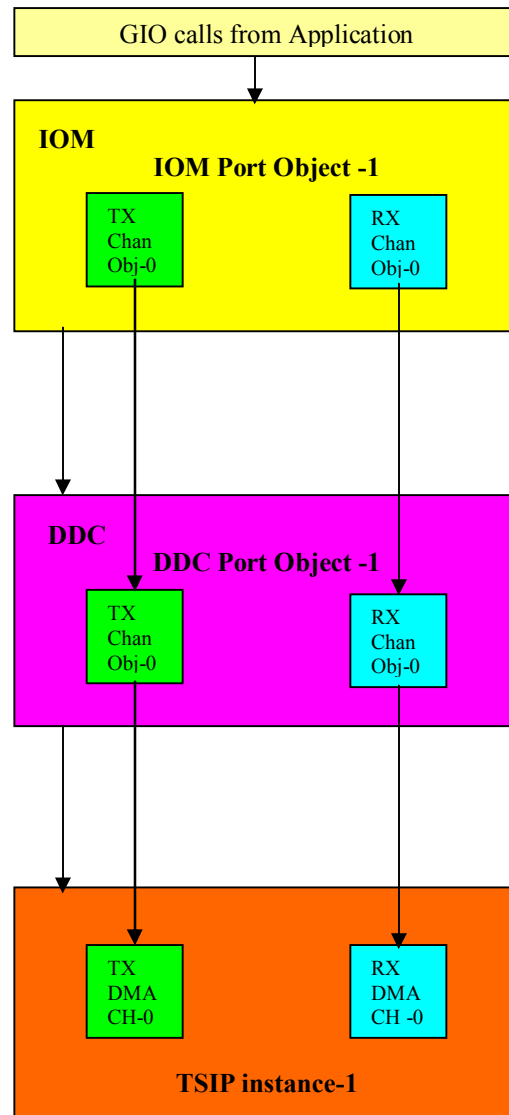 GIO calls from Application
IOM
IOM Port Object -1
TX
Chan
Obj-0
RX
Chan
Obj-0
DDC
DDC Port Object -1
TX
Chan
Obj-0
RX
Chan
Obj-0
TX
DMA
CH-0
RX
DMA
CH -0
TSIP instance-1